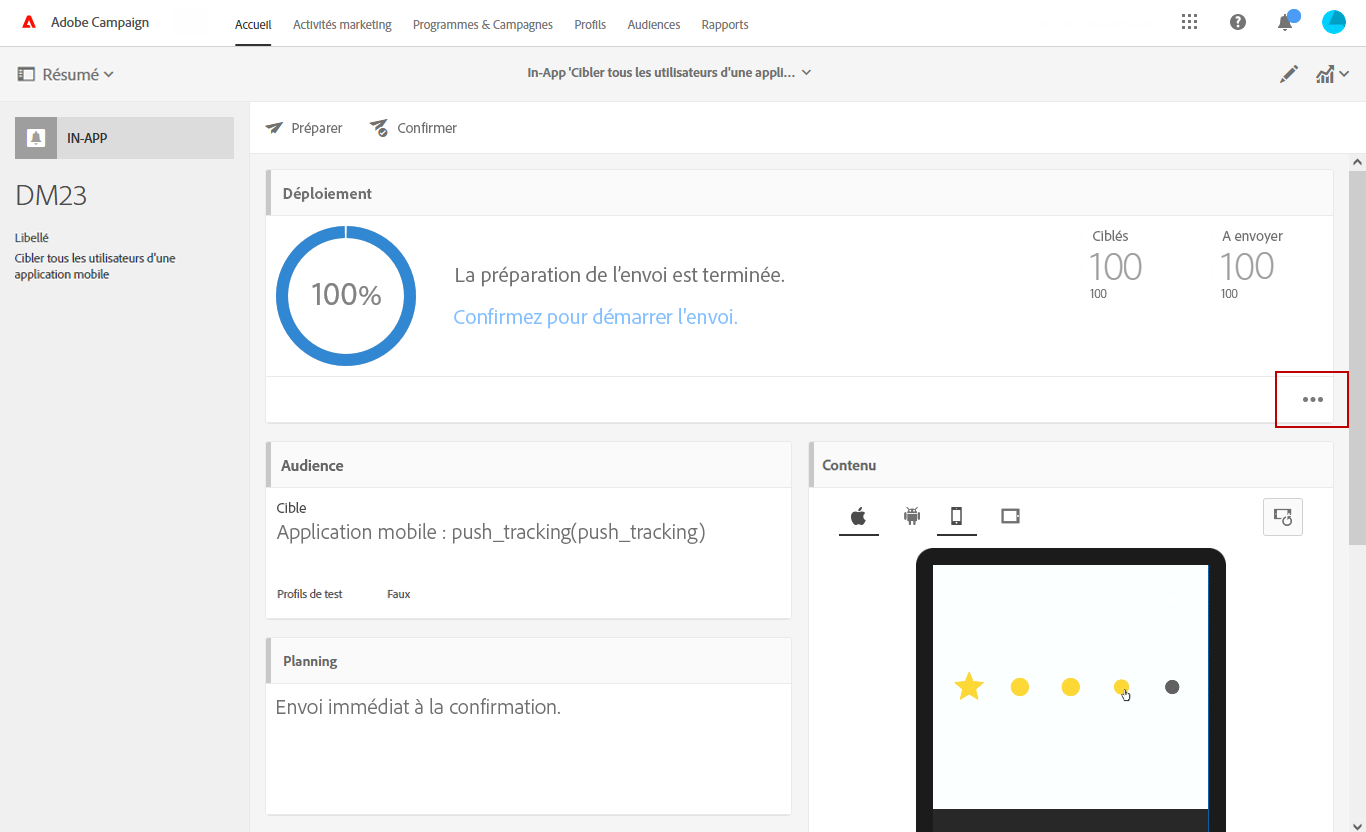 Adobe Campaign
Accueil
Activités marketing
Programmes & Campagnes
Profils
Audiences
Rapports
Résumé
In-App 'Cibler tous les utilisateurs d'une appli...
IN-APP
DM23
Libellé
Cibler tous les utilisateurs d'une
application mobile
Préparer
Confirmer
Déploiement
100%
La préparation de l'envoi est terminée.
Confirmez pour démarrer l'envoi.
Ciblés
100
100
A envoyer
100
100
Audience
Cible
Application mobile : push_tracking(push_tracking)
Profils de test
Faux
Planning
Envoi immédiat à la confirmation.
Contenu